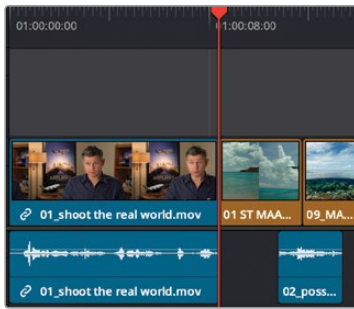 01:00:00:00 01:00:08:00
01_shoot the real world.mov 01 ST MAA... 09_MA...
01_shoot the real world.mov 02_poss...